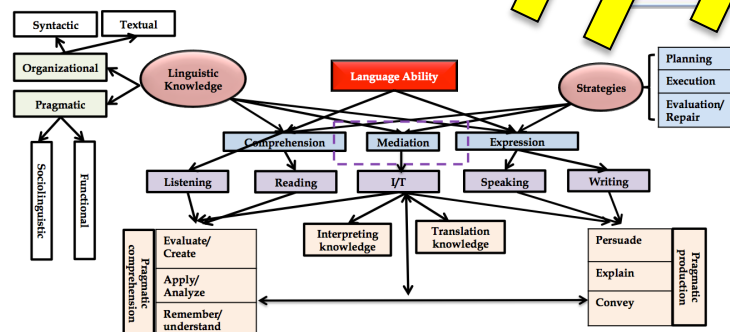 Syntactic
Textual
Organizational
Pragmatic
Sociolinguistic
Functional
Linguistic
Knowledge
Language Ability
Strategies
Planning
Execution
Evaluation/
Repair
Comprehension
Mediation
Expression
Listening
Reading
I/T
Speaking
Writing
Interpreting
knowledge
Translation
knowledge
Pragmatic
comprehension
Evaluate/
Create
Apply/
Analyze
Remember/
understand
Persuade
Explain
Convey
Pragmatic
production